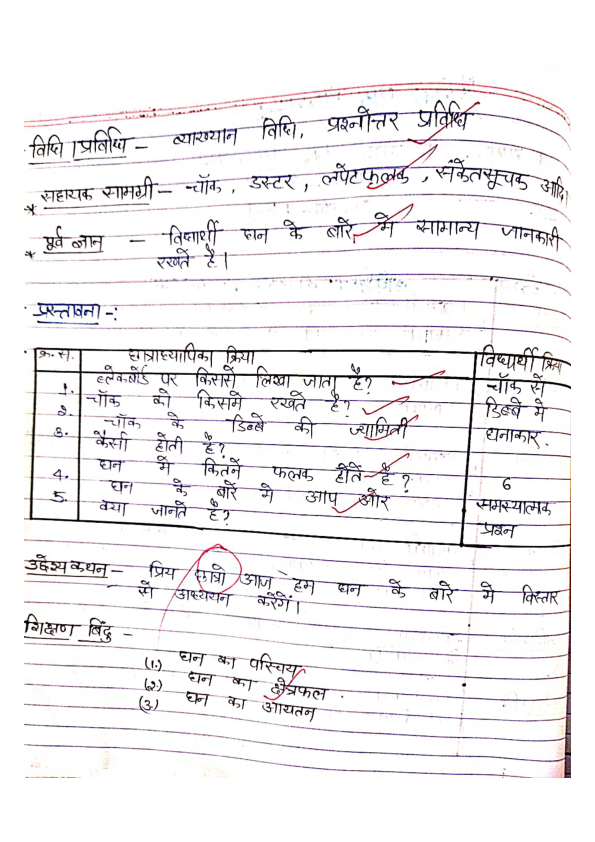 विधि / प्रविधि – व्याख्यान विधि, प्रश्नोत्तर प्रविधि
* सहायक सामग्री – चॉक, डस्टर, लपेटफलक, संकेतसूचक आदि।
* पूर्व ज्ञान – विद्यार्थी घन के बारे मे सामान्य जानकारी
रखते है।
प्रस्तावना -:
क्र.स. छात्राध्यापिका क्रिया विद्यार्थी क्रिया
1. ब्लेकबोर्ड पर किससे लिखा जाता है? चॉक से
2. चॉक को किसमे रखते है? डिब्बे मे
3. चॉक के डिब्बे की ज्यामिती घनाकार.
कैसी होती है?
4. घन मे कितने फलक होते है? 6
5. घन के बारे मे आप और समस्यात्मक
क्या जानते है? प्रश्न
उद्देश्य कथन – प्रिय छात्रो आज हम घन के बारे मे विस्तार
से अध्ययन करेगें।
शिक्षण बिंदु –
(1.) घन का परिचय
(2.) घन का क्षेत्रफल.
(3.) घन का आयतन